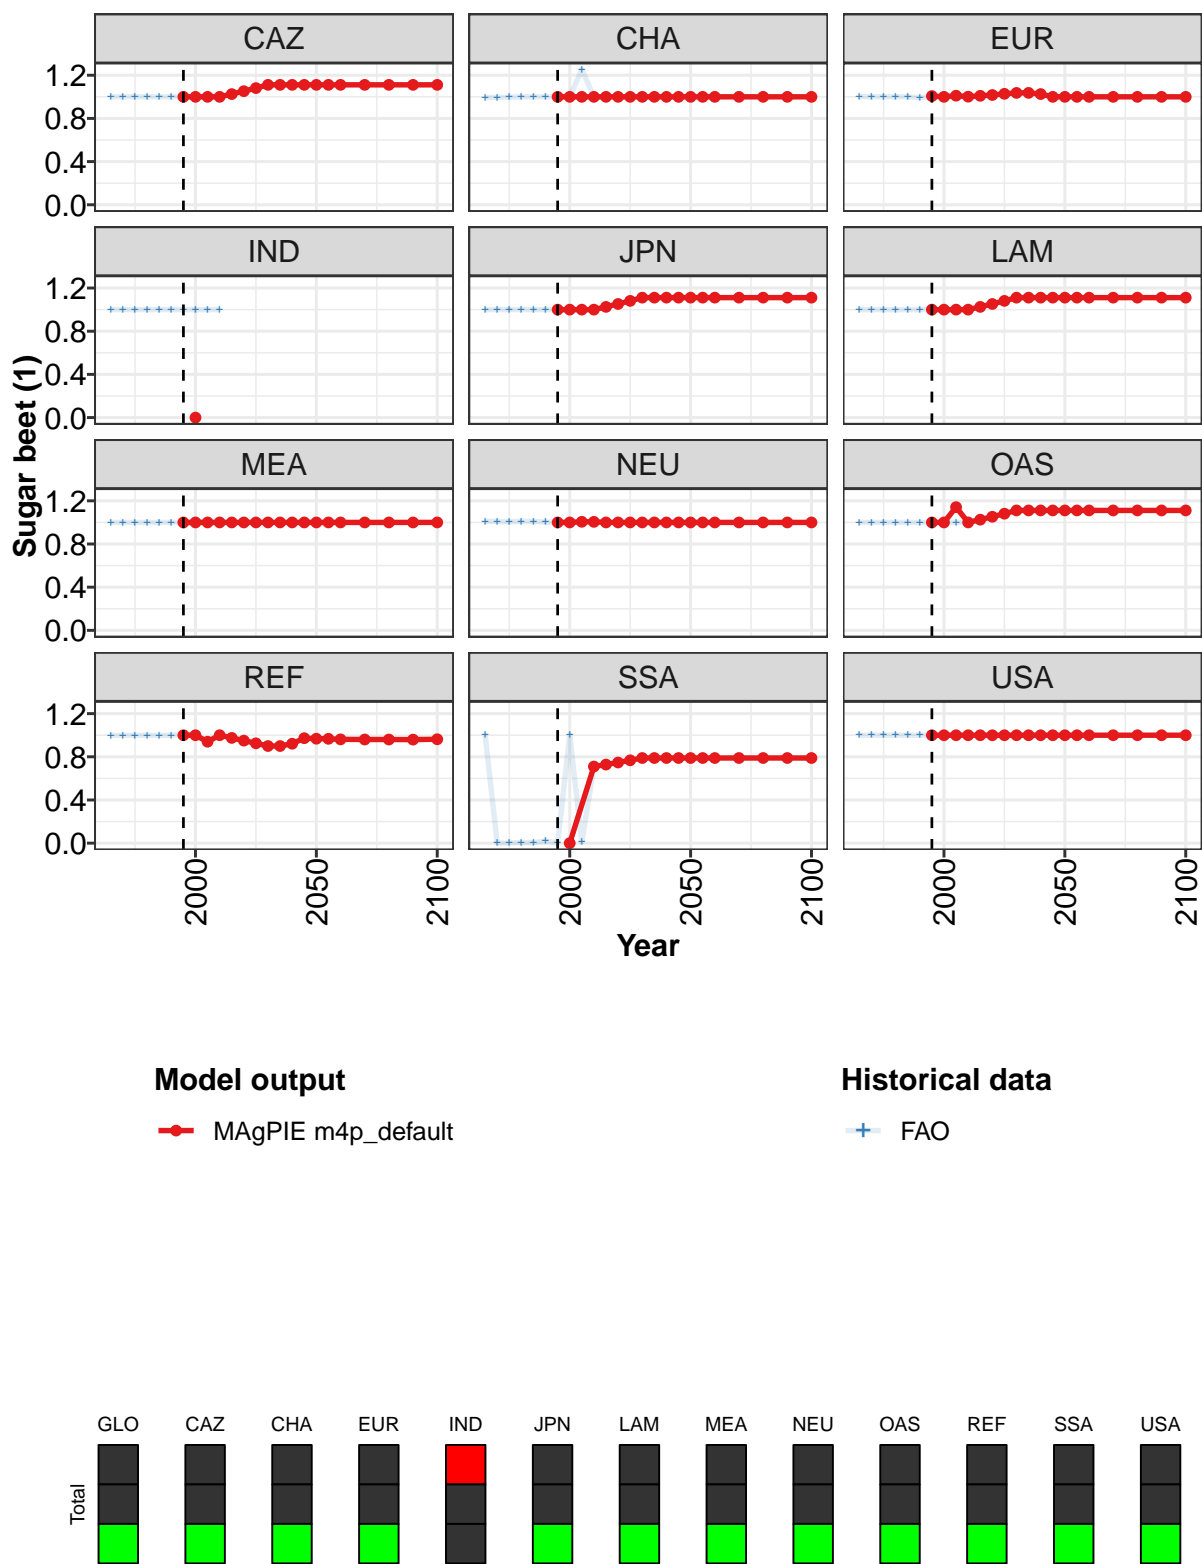 CAZ CHA EUR
1.2
0.8
0.4
0.0
IND JPN LAM
1.2
0.8
0.4
0.0
MEA NEU OAS
1.2
0.8
0.4
0.0
REF SSA USA
1.2
0.8
0.4
0.0
Sugar beet (1)
2000 2050 2100 2000 2050 2100 2000 2050 2100
Year
Model output Historical data
MAgPIE m4p_default FAO
GLO CAZ CHA EUR IND JPN LAM MEA NEU OAS REF SSA USA
Total